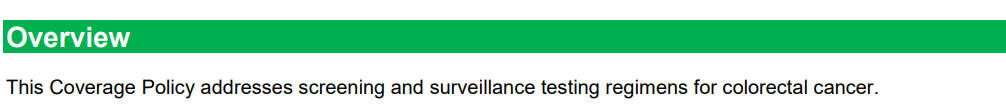 Overview
This Coverage Policy addresses screening and surveillance testing regimens for colorectal cancer.